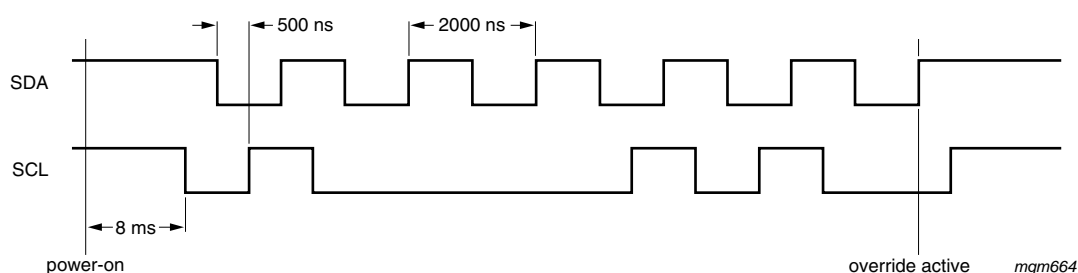 500 ns
2000 ns
SDA
SCL
8 ms
power-on
override active
mgm664